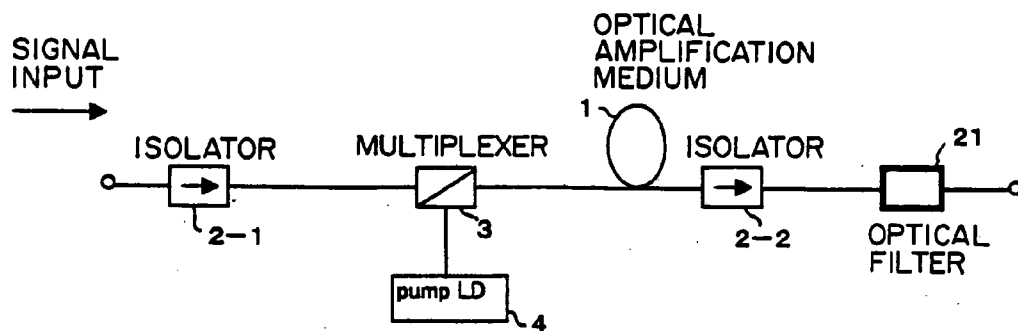 SIGNAL
INPUT
OPTICAL
AMPLIFICATION
MEDIUM
1
ISOLATOR
MULTIPLEXER
ISOLATOR
21
2-1
3
2-2
OPTICAL
FILTER
pump LD
4